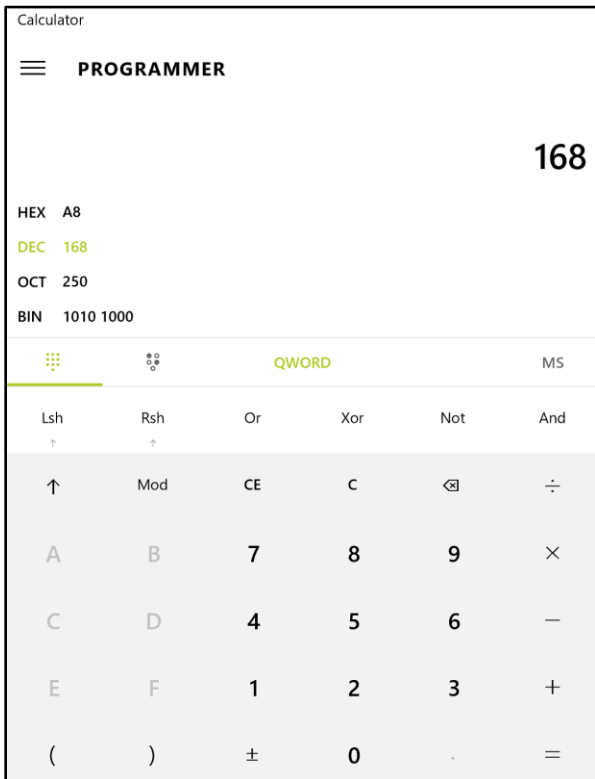 Calculator
PROGRAMMER
168
HEX A8
DEC 168
OCT 250
BIN 1010 1000
QWORD MS
Lsh Rsh Or Xor Not And
↑ ↑
↑ Mod CE C ⌫ ÷
A B 7 8 9 ×
C D 4 5 6 −
E F 1 2 3 +
( ) ± 0 . =